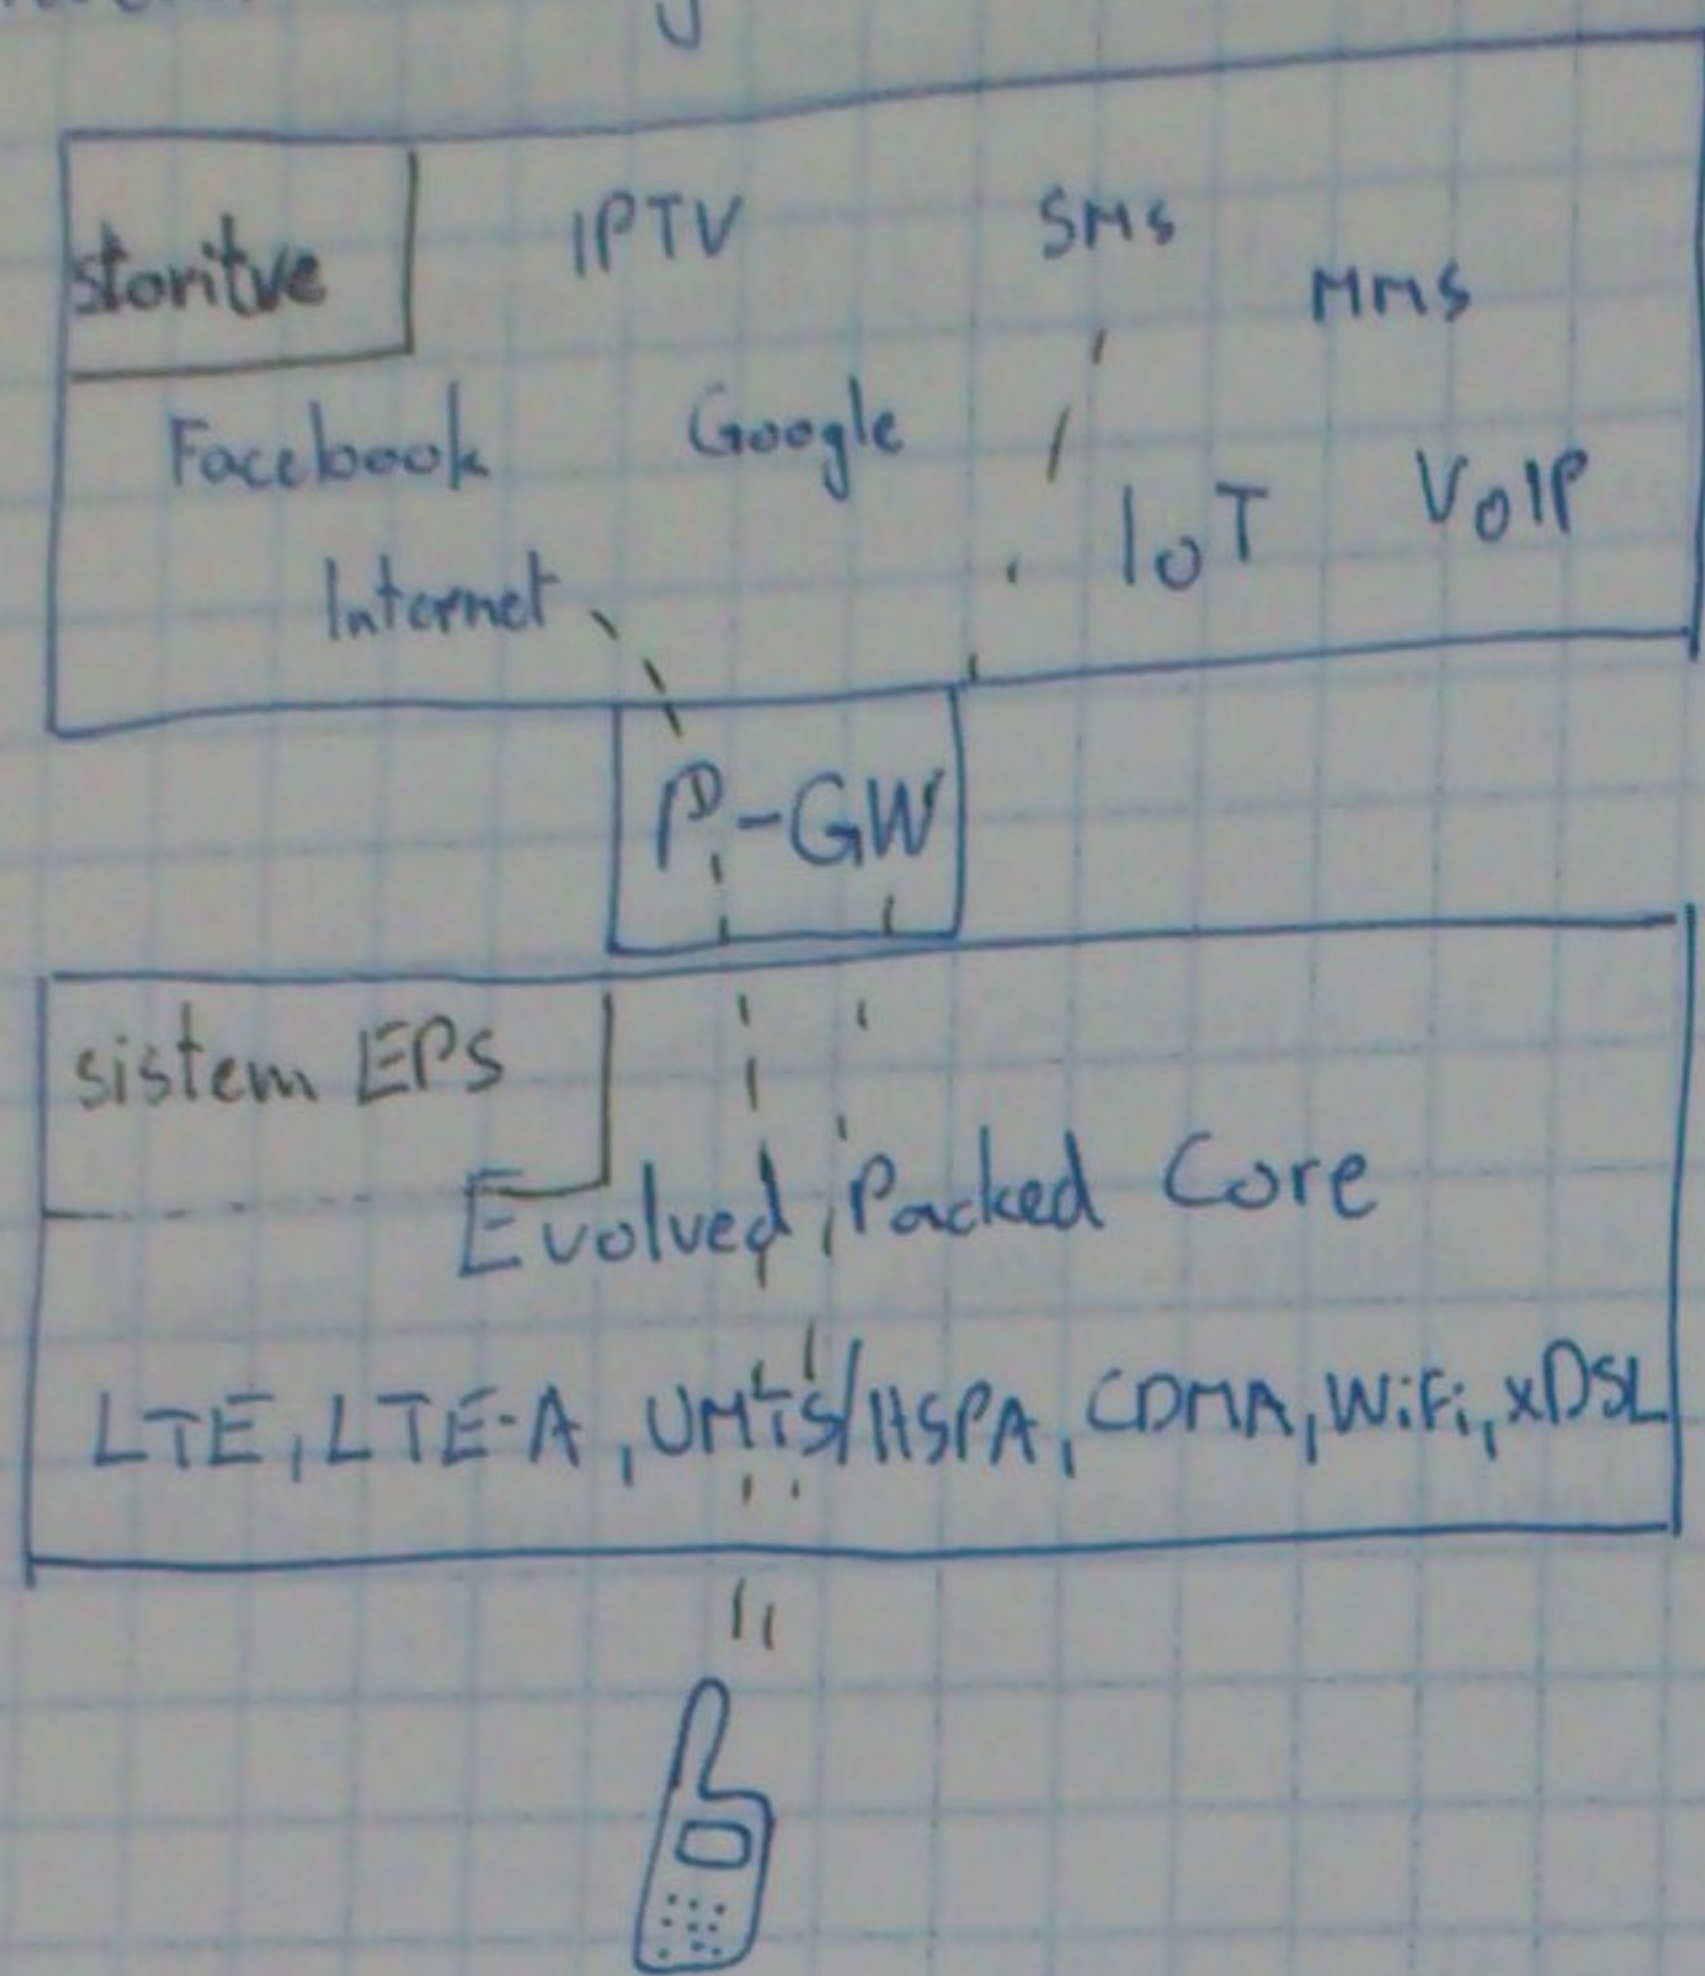 storitve
IPTV
SMS
MMS
Facebook
Google
IoT
VoIP
Internet
P-GW
sistem EPS
Evolved Packed Core
LTE, LTE-A, UMTS/HSPA, CDMA, WiFi, xDSL